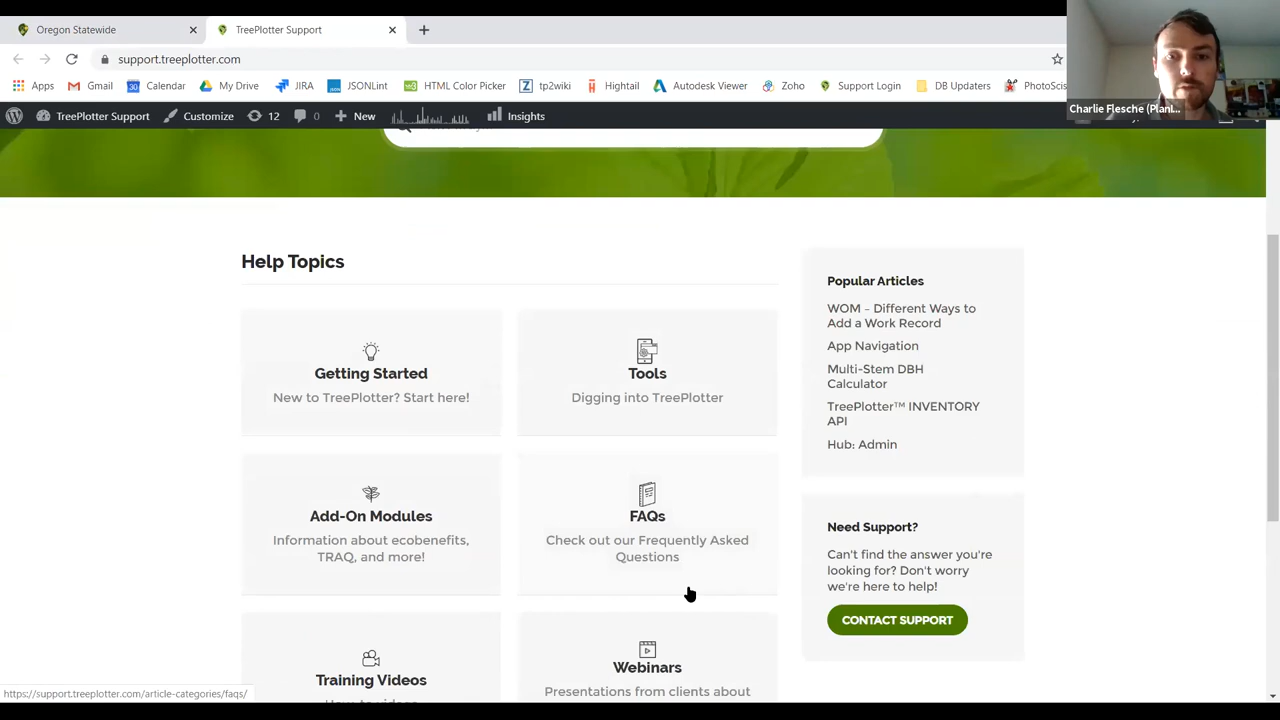 Oregon Statewide
TreePlotter Support
support.treeplotter.com
Apps
Gmail
Calendar
My Drive
JIRA
JSONLint
HTML Color Picker
tp2wiki
Hightail
Autodesk Viewer
Zoho
Support Login
DB Updaters
PhotoSci
Charlie Flesche (Plani...
TreePlotter Support
Customize
12
0
New
Insights
Help Topics
Getting Started
New to TreePlotter? Start here!
Tools
Digging into TreePlotter
Add-On Modules
Information about ecobenefits,
TRAQ, and more!
FAQs
Check out our Frequently Asked
Questions
Training Videos
Webinars
Presentations from clients about
Popular Articles
WOM – Different Ways to
Add a Work Record
App Navigation
Multi-Stem DBH
Calculator
TreePlotter™ INVENTORY
API
Hub: Admin
Need Support?
Can't find the answer you're
looking for? Don't worry
we're here to help!
CONTACT SUPPORT
https://support.treeplotter.com/article-categories/faqs/